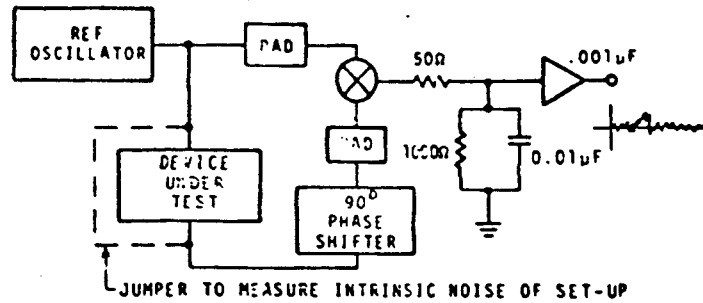 REF
OSCILLATOR
PAD
50Ω
.001μF
PAD
1000Ω
0.01μF
DEVICE
UNDER
TEST
90°
PHASE
SHIFTER
JUMPER TO MEASURE INTRINSIC NOISE OF SET-UP